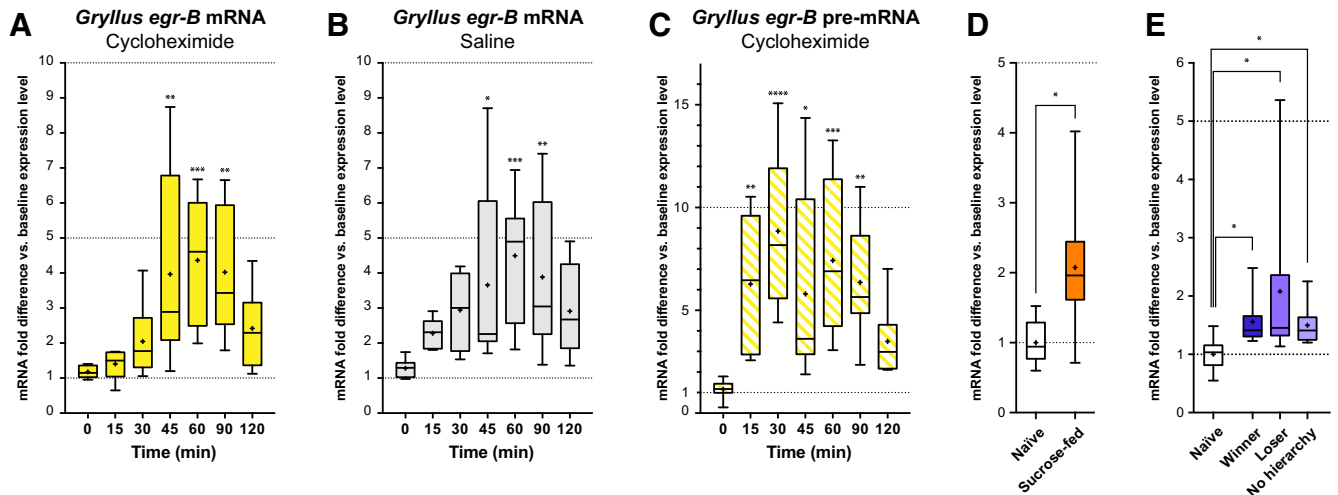 A
Gryllus egr-B mRNA
Cycloheximide
mRNA fold difference vs. baseline expression level
10
9
8
7
6
5
4
3
2
1
0
**
***
**
0 15 30 45 60 90 120
Time (min)
B
Gryllus egr-B mRNA
Saline
mRNA fold difference vs. baseline expression level
10
9
8
7
6
5
4
3
2
1
0
*
***
**
0 15 30 45 60 90 120
Time (min)
C
Gryllus egr-B pre-mRNA
Cycloheximide
mRNA fold difference vs. baseline expression level
15
10
5
1
0
**
****
*
***
**
0 15 30 45 60 90 120
Time (min)
D
mRNA fold difference vs. baseline expression level
5
4
3
2
1
0
*
Naïve
Sucrose-fed
E
mRNA fold difference vs. baseline expression level
6
5
4
3
2
1
0
*
*
*
Naïve
Winner
Loser
No hierarchy